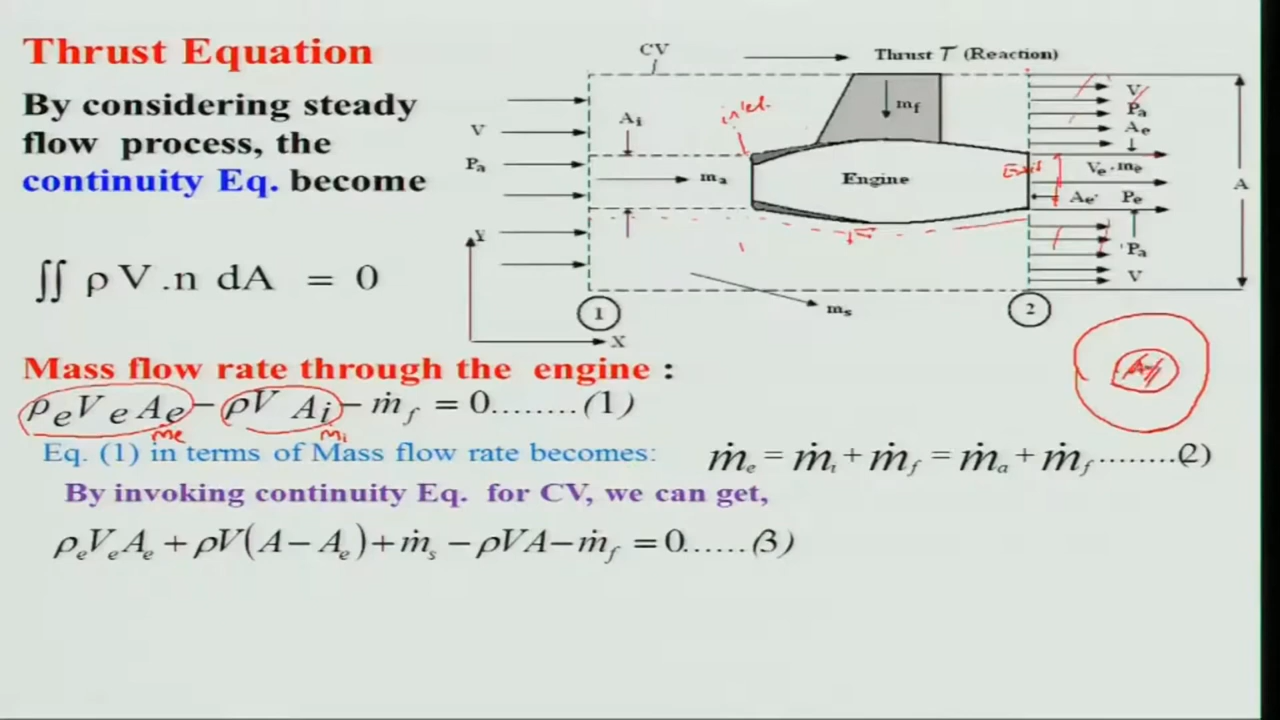 Thrust Equation
By considering steady
flow process, the
continuity Eq. become
∬ ρ V .n dA = 0
CV
Thrust T (Reaction)
V
Pa
Ai
inlet
ma
mf
Engine
Exit
V
Pa
Ae
Ve, me
Ae
Pe
Pa
V
A
Y
X
1
2
ms
Mass flow rate through the engine :
ρeVeAe − ρV Ai − ṁf = 0........(1)
ṁe ṁi
Eq. (1) in terms of Mass flow rate becomes: ṁe = ṁi + ṁf = ṁa + ṁf ........(2)
By invoking continuity Eq. for CV, we can get,
ρeVeAe + ρV(A − Ae) + ṁs − ρVA − ṁf = 0......(3)